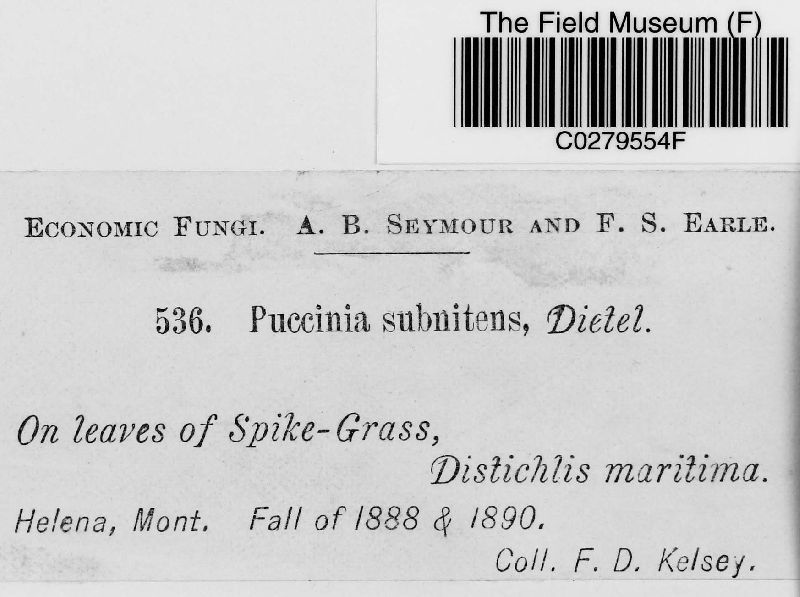 The Field Museum (F)
C0279554F
Economic Fungi. A. B. Seymour and F. S. Earle.
536. Puccinia subnitens, Dietel.
On leaves of Spike-Grass,
Distichlis maritima.
Helena, Mont. Fall of 1888 & 1890.
Coll. F. D. Kelsey.